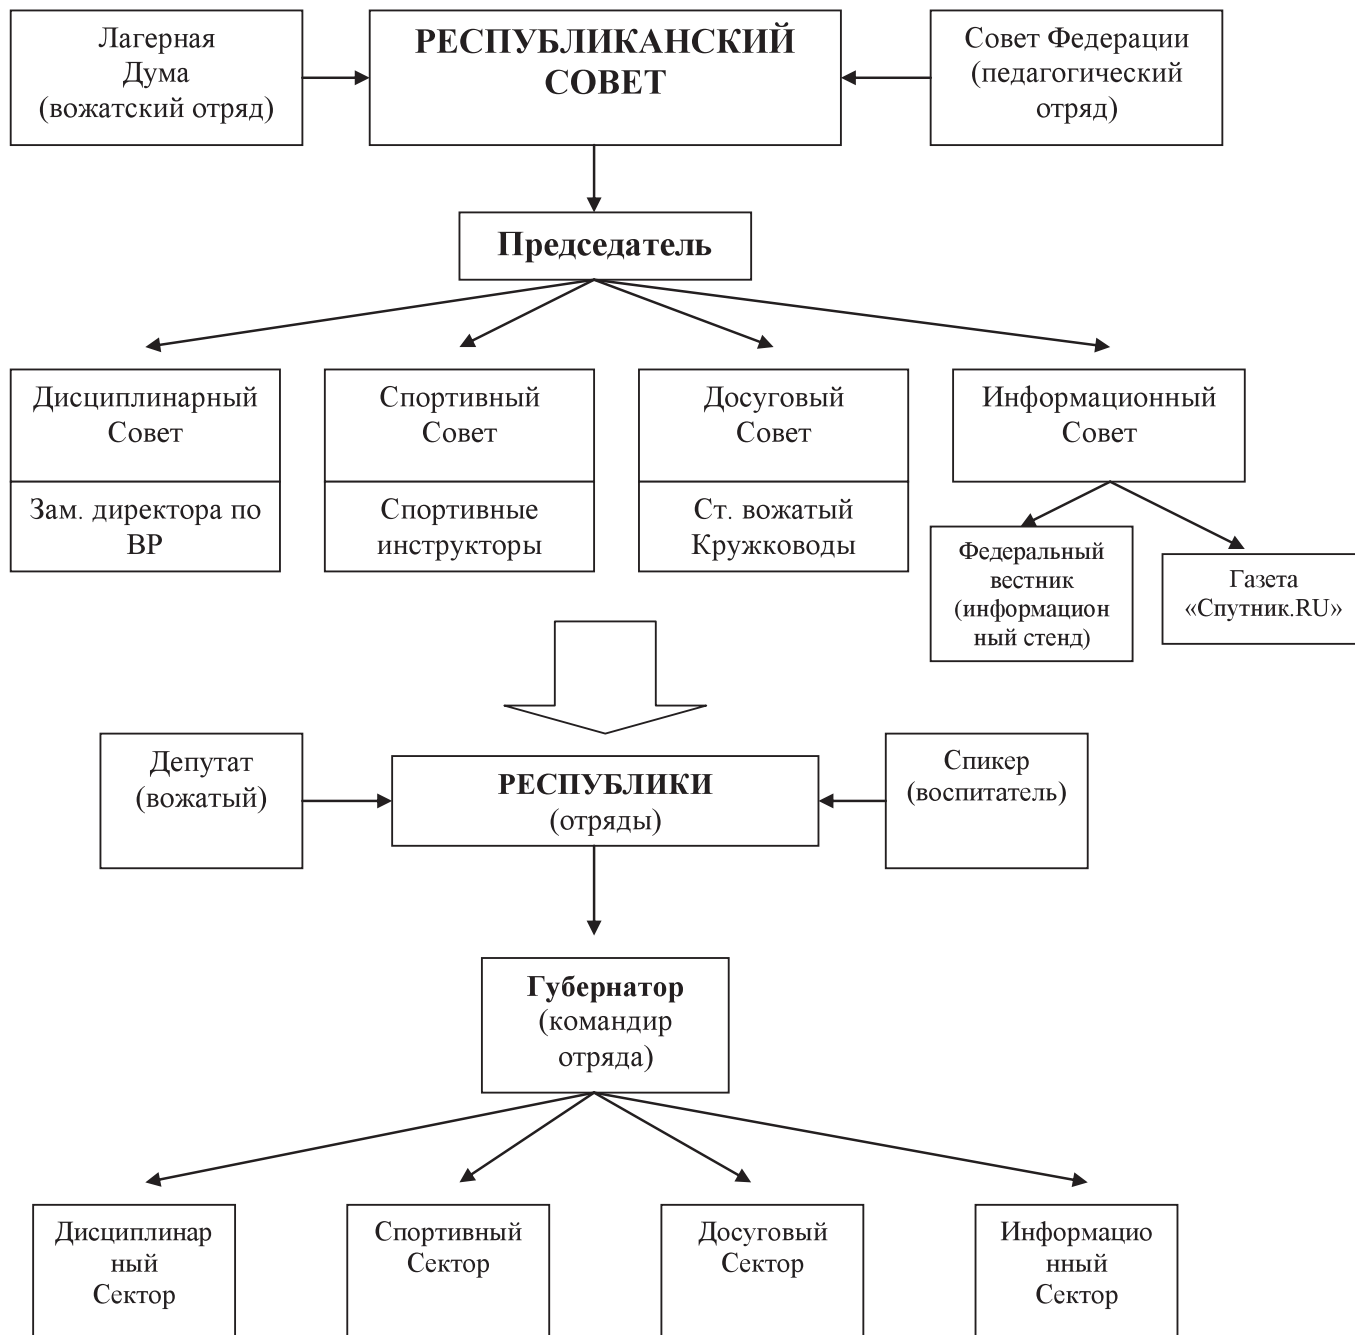 Лагерная
Дума
(вожатский отряд)
РЕСПУБЛИКАНСКИЙ
СОВЕТ
Совет Федерации
(педагогический
отряд)
Председатель
Дисциплинарный
Совет
Зам. директора по
ВР
Спортивный
Совет
Спортивные
инструкторы
Досуговый
Совет
Ст. вожатый
Кружководы
Информационный
Совет
Федеральный
вестник
(информацион
ный стенд)
Газета
«Спутник.RU»
Депутат
(вожатый)
РЕСПУБЛИКИ
(отряды)
Спикер
(воспитатель)
Губернатор
(командир
отряда)
Дисциплинар
ный
Сектор
Спортивный
Сектор
Досуговый
Сектор
Информацио
нный
Сектор